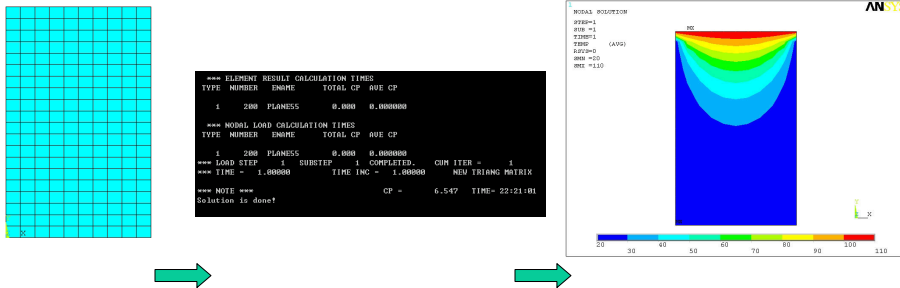 X
*** ELEMENT RESULT CALCULATION TIMES
TYPE NUMBER ENAME TOTAL CP AVE CP
1 200 PLANE55 0.000 0.000000
*** NODAL LOAD CALCULATION TIMES
TYPE NUMBER ENAME TOTAL CP AVE CP
1 200 PLANE55 0.000 0.000000
*** LOAD STEP 1 SUBSTEP 1 COMPLETED. CUM ITER = 1
*** TIME = 1.00000 TIME INC = 1.00000 NEW TRIANG MATRIX
*** NOTE *** CP = 6.547 TIME= 22:21:01
Solution is done!
1
ANSYS
NODAL SOLUTION
STEP=1
SUB =1
TIME=1
TEMP (AVG)
RSYS=0
SMN =20
SMX =110
MX
X
20 40 60 80 100
30 50 70 90 110